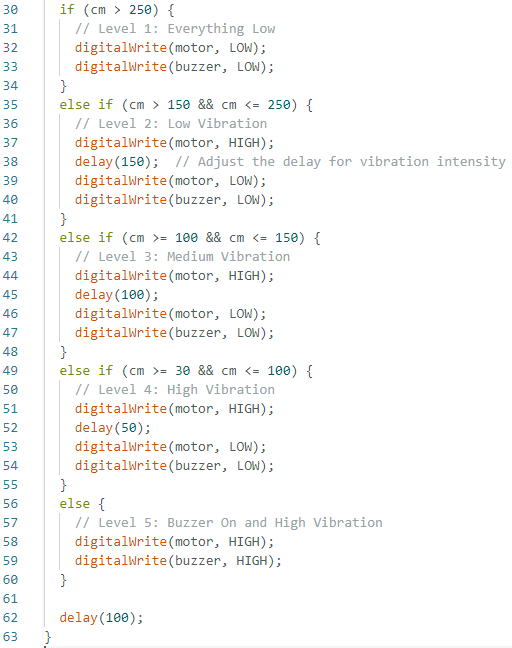 30 if (cm > 250) {
31 // Level 1: Everything Low
32 digitalWrite(motor, LOW);
33 digitalWrite(buzzer, LOW);
34 }
35 else if (cm > 150 && cm <= 250) {
36 // Level 2: Low Vibration
37 digitalWrite(motor, HIGH);
38 delay(150);  // Adjust the delay for vibration intensity
39 digitalWrite(motor, LOW);
40 digitalWrite(buzzer, LOW);
41 }
42 else if (cm >= 100 && cm <= 150) {
43 // Level 3: Medium Vibration
44 digitalWrite(motor, HIGH);
45 delay(100);
46 digitalWrite(motor, LOW);
47 digitalWrite(buzzer, LOW);
48 }
49 else if (cm >= 30 && cm <= 100) {
50 // Level 4: High Vibration
51 digitalWrite(motor, HIGH);
52 delay(50);
53 digitalWrite(motor, LOW);
54 digitalWrite(buzzer, LOW);
55 }
56 else {
57 // Level 5: Buzzer On and High Vibration
58 digitalWrite(motor, HIGH);
59 digitalWrite(buzzer, HIGH);
60 }
61
62 delay(100);
63 }